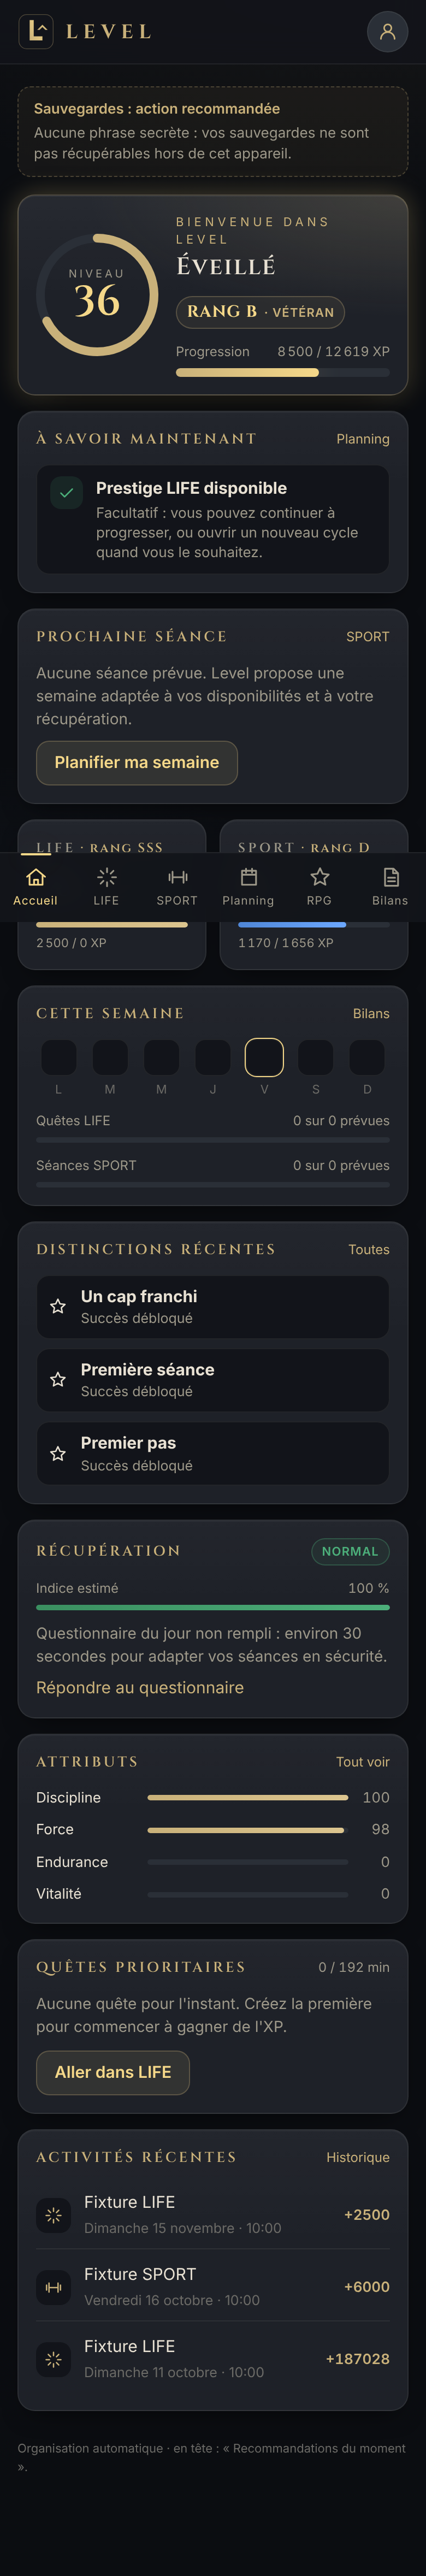 LEVEL
Sauvegardes : action recommandée
Aucune phrase secrète : vos sauvegardes ne sont
pas récupérables hors de cet appareil.
NIVEAU
36
BIENVENUE DANS
LEVEL
Éveillé
RANG B · VÉTÉRAN
Progression 8 500 / 12 619 XP
À SAVOIR MAINTENANT Planning
Prestige LIFE disponible
Facultatif : vous pouvez continuer à
progresser, ou ouvrir un nouveau cycle
quand vous le souhaitez.
PROCHAINE SÉANCE SPORT
Aucune séance prévue. Level propose une
semaine adaptée à vos disponibilités et à votre
récupération.
Planifier ma semaine
LIFE · RANG SSS SPORT · RANG D
Accueil LIFE SPORT Planning RPG Bilans
2 500 / 0 XP 1 170 / 1 656 XP
CETTE SEMAINE Bilans
L M M J V S D
Quêtes LIFE 0 sur 0 prévues
Séances SPORT 0 sur 0 prévues
DISTINCTIONS RÉCENTES Toutes
Un cap franchi
Succès débloqué
Première séance
Succès débloqué
Premier pas
Succès débloqué
RÉCUPÉRATION NORMAL
Indice estimé 100 %
Questionnaire du jour non rempli : environ 30
secondes pour adapter vos séances en sécurité.
Répondre au questionnaire
ATTRIBUTS Tout voir
Discipline 100
Force 98
Endurance 0
Vitalité 0
QUÊTES PRIORITAIRES 0 / 192 min
Aucune quête pour l'instant. Créez la première
pour commencer à gagner de l'XP.
Aller dans LIFE
ACTIVITÉS RÉCENTES Historique
Fixture LIFE
Dimanche 15 novembre · 10:00 +2500
Fixture SPORT
Vendredi 16 octobre · 10:00 +6000
Fixture LIFE
Dimanche 11 octobre · 10:00 +187028
Organisation automatique · en tête : « Recommandations du moment
».